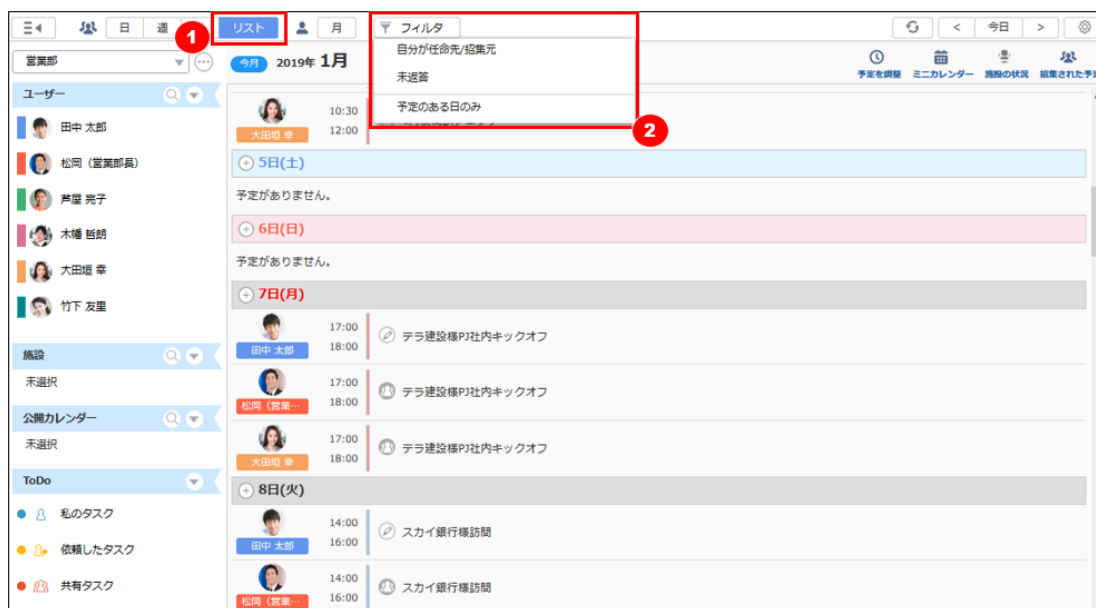 日
週
1
リスト
月
フィルタ
<
今日
>
自分が任命先/招集元
未返答
予定のある日のみ
2
営業部
今月 2019年 1月
予定を調整
ミニカレンダー
施設の状況
招集された予定
ユーザー
田中 太郎
松岡（営業部長）
芦屋 亮子
木幡 哲朗
大田垣 幸
竹下 友里
施設
未選択
公開カレンダー
未選択
ToDo
私のタスク
依頼したタスク
共有タスク
10:30
12:00
大田垣 幸
5日(土)
予定がありません。
6日(日)
予定がありません。
7日(月)
17:00
18:00
田中 太郎
テラ建設様PJ社内キックオフ
17:00
18:00
松岡（営業…
テラ建設様PJ社内キックオフ
17:00
18:00
大田垣 幸
テラ建設様PJ社内キックオフ
8日(火)
14:00
16:00
田中 太郎
スカイ銀行様訪問
14:00
16:00
松岡（営業…
スカイ銀行様訪問